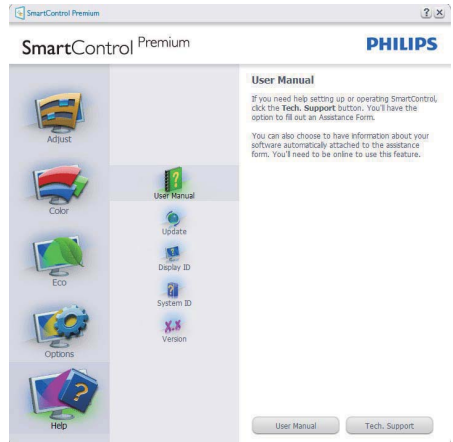 SmartControl Premium
SmartControl Premium
PHILIPS
Adjust
Color
Eco
Options
Help
User Manual
Update
Display ID
System ID
X.X
Version
User Manual
If you need help setting up or operating SmartControl,
click the Tech. Support button. You'll have the
option to fill out an Assistance Form.
You can also choose to have information about your
software automatically attached to the assistance
form. You'll need to be online to use this feature.
User Manual
Tech. Support